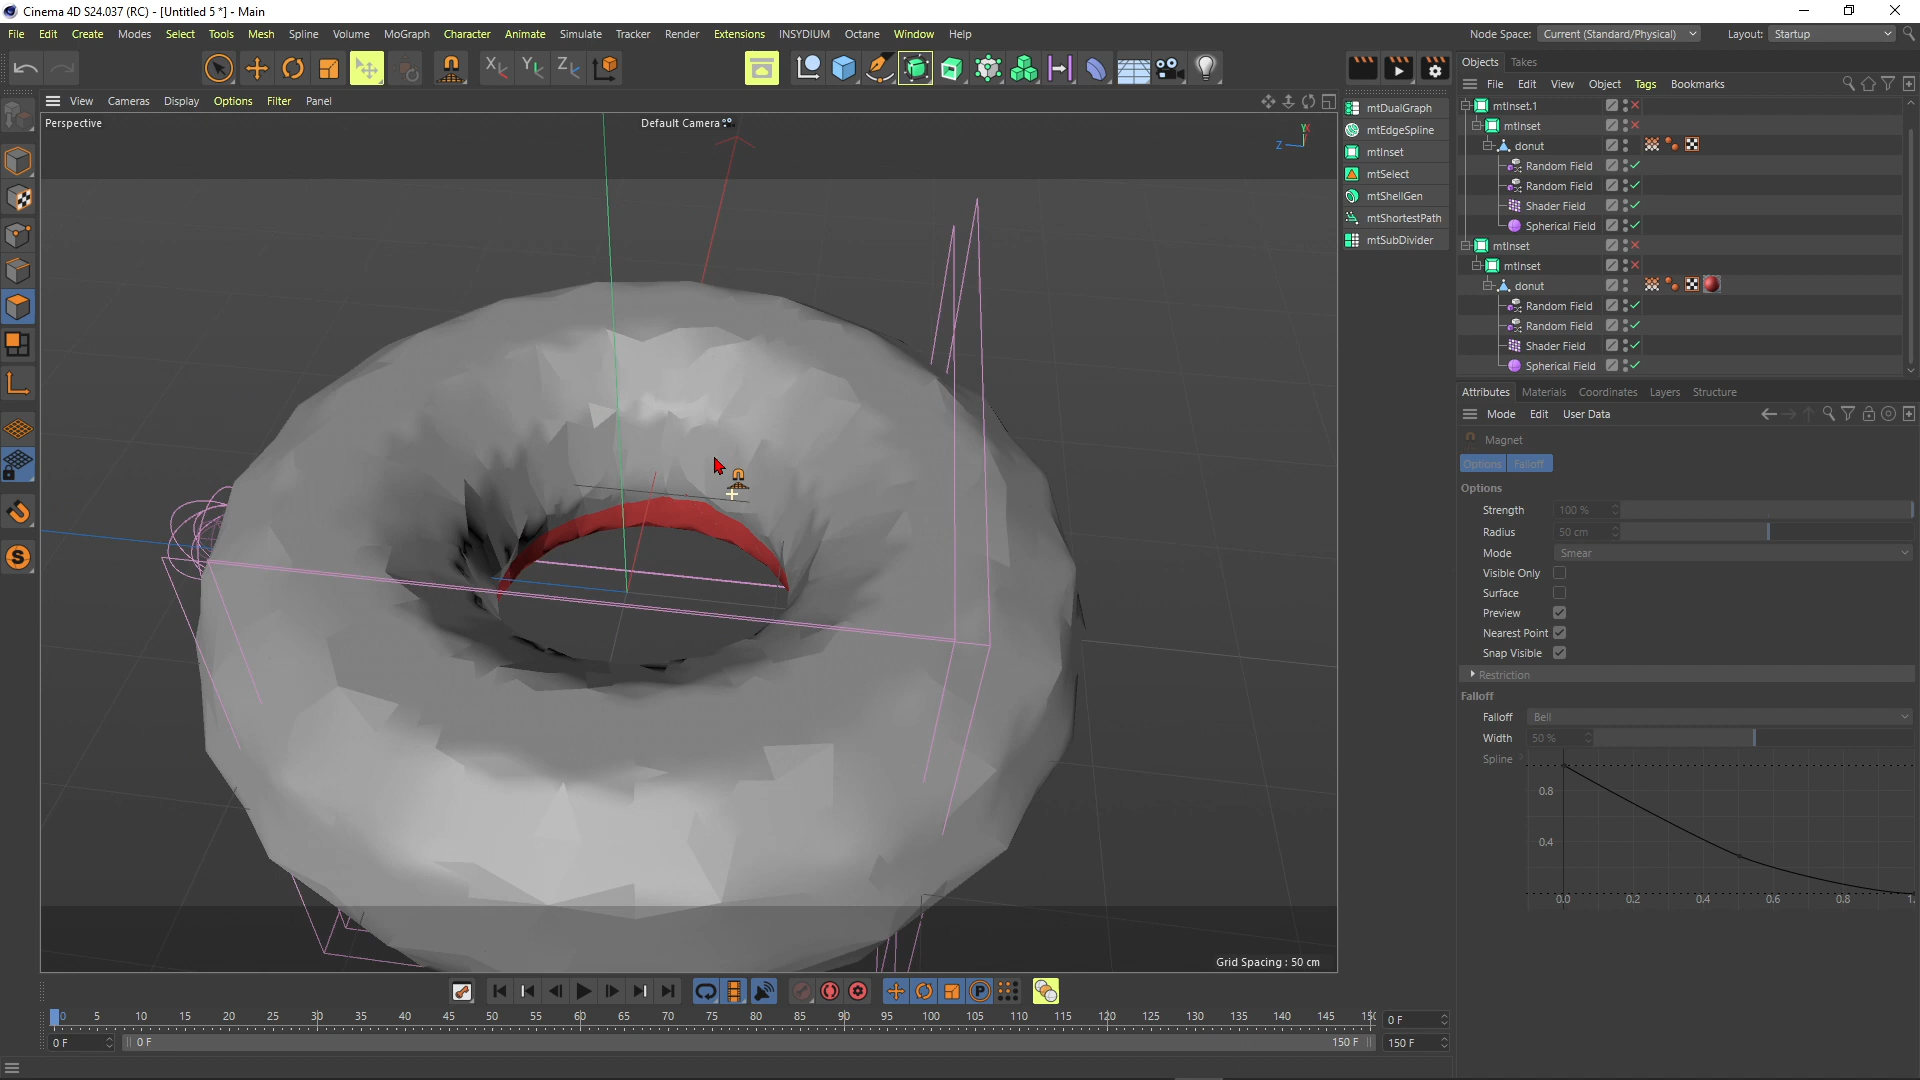 Cinema 4D S24.037 (RC) - [Untitled 5 *] - Main
File Edit Create Modes Select Tools Mesh Spline Volume MoGraph Character Animate Simulate Tracker Render Extensions INSYDIUM Octane Window Help
Node Space: Current (Standard/Physical) Layout: Startup
X Y Z
View Cameras Display Options Filter Panel
Perspective
Default Camera
Y
X
Z
Grid Spacing : 50 cm
mtDualGraph
mtEdgeSpline
mtInset
mtSelect
mtShellGen
mtShortestPath
mtSubDivider
Objects Takes
File Edit View Object Tags Bookmarks
mtInset.1
mtInset
donut
Random Field
Random Field
Shader Field
Spherical Field
mtInset
mtInset
donut
Random Field
Random Field
Shader Field
Spherical Field
Attributes Materials Coordinates Layers Structure
Mode Edit User Data
Magnet
Options Falloff
Options
Strength 100 %
Radius 50 cm
Mode Smear
Visible Only
Surface
Preview
Nearest Point
Snap Visible
Restriction
Falloff
Falloff Bell
Width 50 %
Spline
0.8
0.4
0.0 0.2 0.4 0.6 0.8 1.
0 5 10 15 20 25 30 35 40 45 50 55 60 65 70 75 80 85 90 95 100 105 110 115 120 125 130 135 140 145 150
0 F
0 F 0 F 150 F 150 F